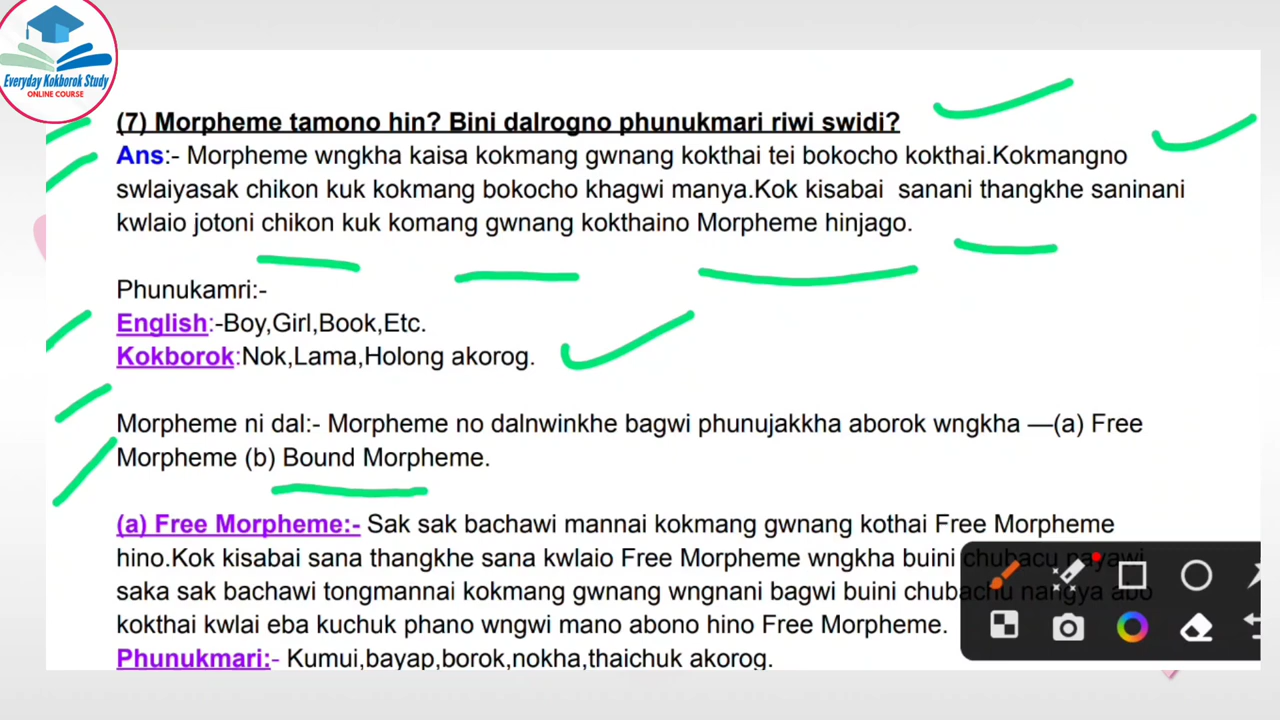 Everyday Kokborok Study
ONLINE COURSE
(7) Morpheme tamono hin? Bini dalrogno phunukmari riwi swidi?
Ans:- Morpheme wngkha kaisa kokmang gwnang kokthai tei bokocho kokthai.Kokmangno
swlaiyasak chikon kuk kokmang bokocho khagwi manya.Kok kisabai sanani thangkhe saninani
kwlaio jotoni chikon kuk komang gwnang kokthaino Morpheme hinjago.
Phunukamri:-
English:-Boy,Girl,Book,Etc.
Kokborok:Nok,Lama,Holong akorog.
Morpheme ni dal:- Morpheme no dalnwinkhe bagwi phunujakkha aborok wngkha —(a) Free
Morpheme (b) Bound Morpheme.
(a) Free Morpheme:- Sak sak bachawi mannai kokmang gwnang kothai Free Morpheme
hino.Kok kisabai sana thangkhe sana kwlaio Free Morpheme wngkha buini chubacu nayawi
saka sak bachawi tongmannai kokmang gwnang wngnani bagwi buini chubachu nangya abo
kokthai kwlai eba kuchuk phano wngwi mano abono hino Free Morpheme.
Phunukmari:- Kumui,bayap,borok,nokha,thaichuk akorog.